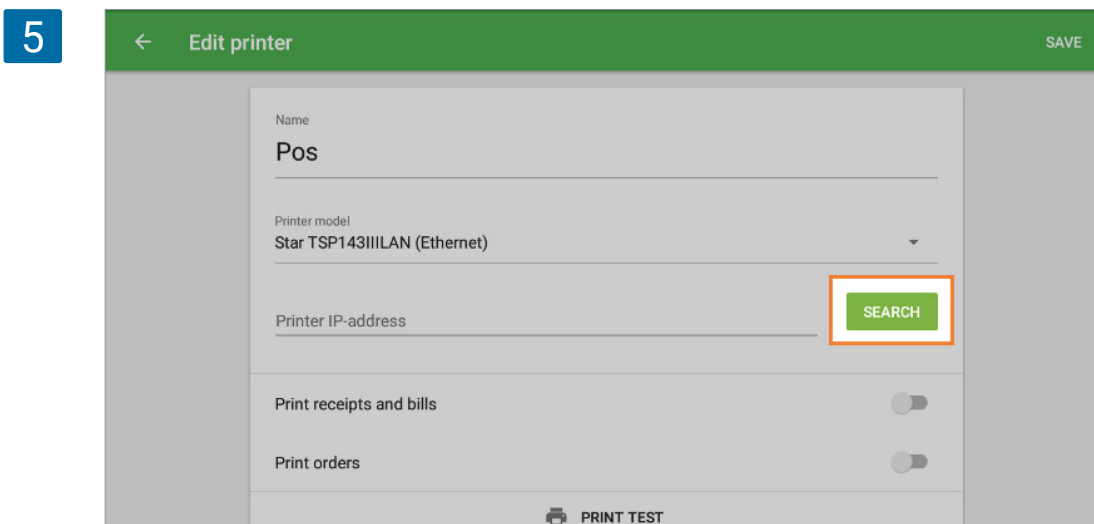 5
Edit printer
SAVE
Name
Pos
Printer model
Star TSP143IIILAN (Ethernet)
Printer IP-address
SEARCH
Print receipts and bills
Print orders
PRINT TEST